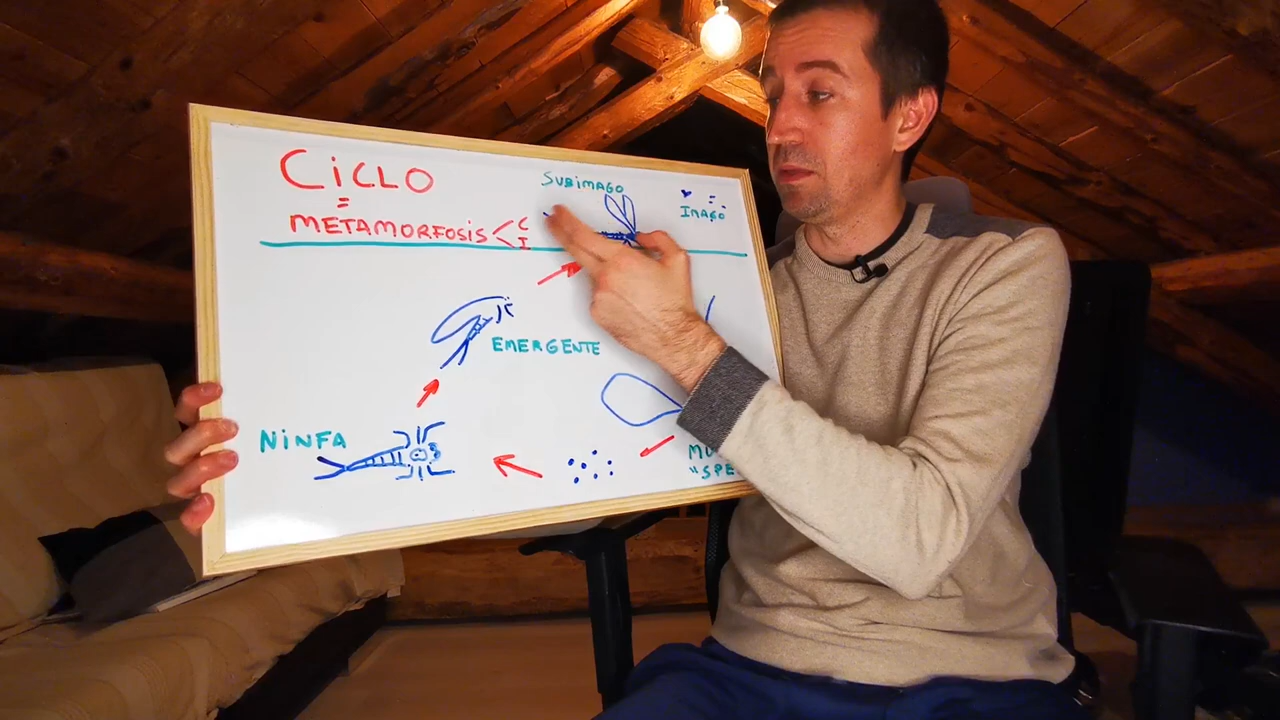 CiCLO
=
METAMORFOSIS < C
I
SUBiMAGO
IMAGO
EMERGENTE
NiNFA